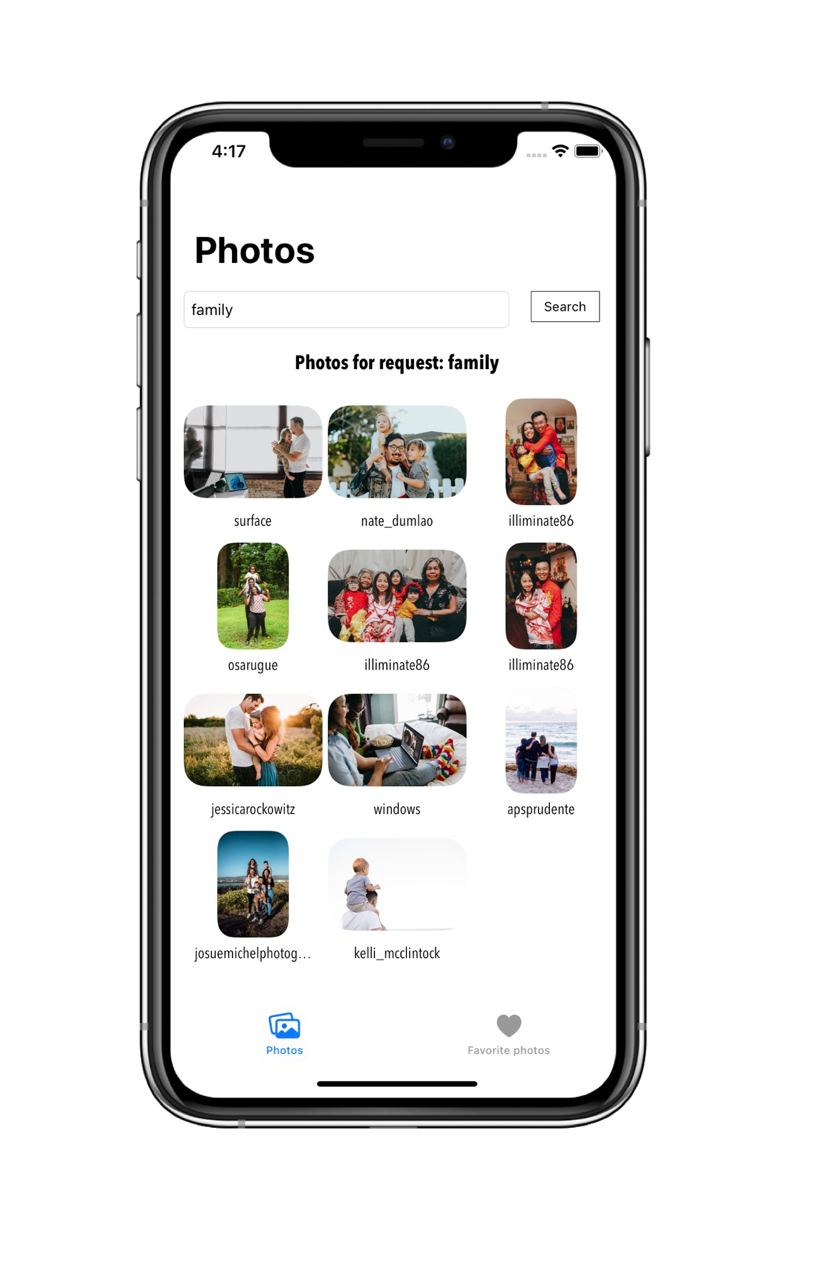 4:17
Photos
family
Search
Photos for request: family
surface
nate_dumlao
illiminate86
osarugue
illiminate86
illiminate86
jessicarockowitz
windows
apsprudente
josuemichelphotog...
kelli_mcclintock
Photos
Favorite photos